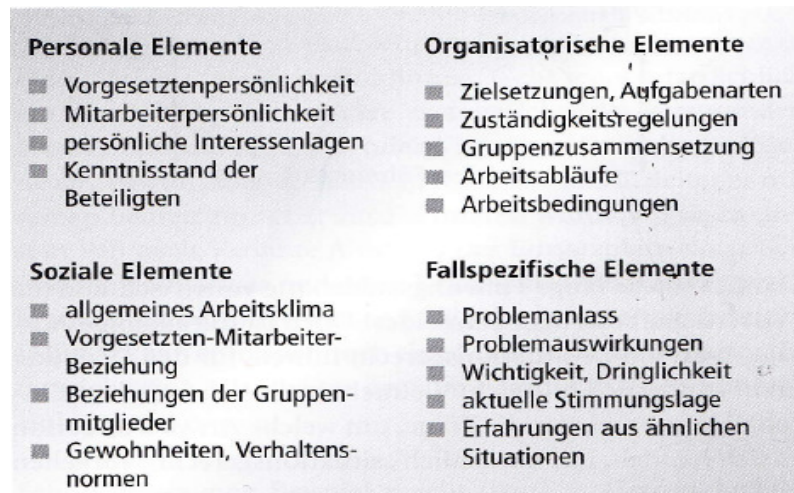 Personale Elemente
Vorgesetztenpersönlichkeit
Mitarbeiterpersönlichkeit
persönliche Interessenlagen
Kenntnisstand der
Beteiligten
Organisatorische Elemente
Zielsetzungen, Aufgabenarten
Zuständigkeitsregelungen
Gruppenzusammensetzung
Arbeitsabläufe
Arbeitsbedingungen
Soziale Elemente
allgemeines Arbeitsklima
Vorgesetzten-Mitarbeiter-
Beziehung
Beziehungen der Gruppen-
mitglieder
Gewohnheiten, Verhaltens-
normen
Fallspezifische Elemente
Problemanlass
Problemauswirkungen
Wichtigkeit, Dringlichkeit
aktuelle Stimmungslage
Erfahrungen aus ähnlichen
Situationen